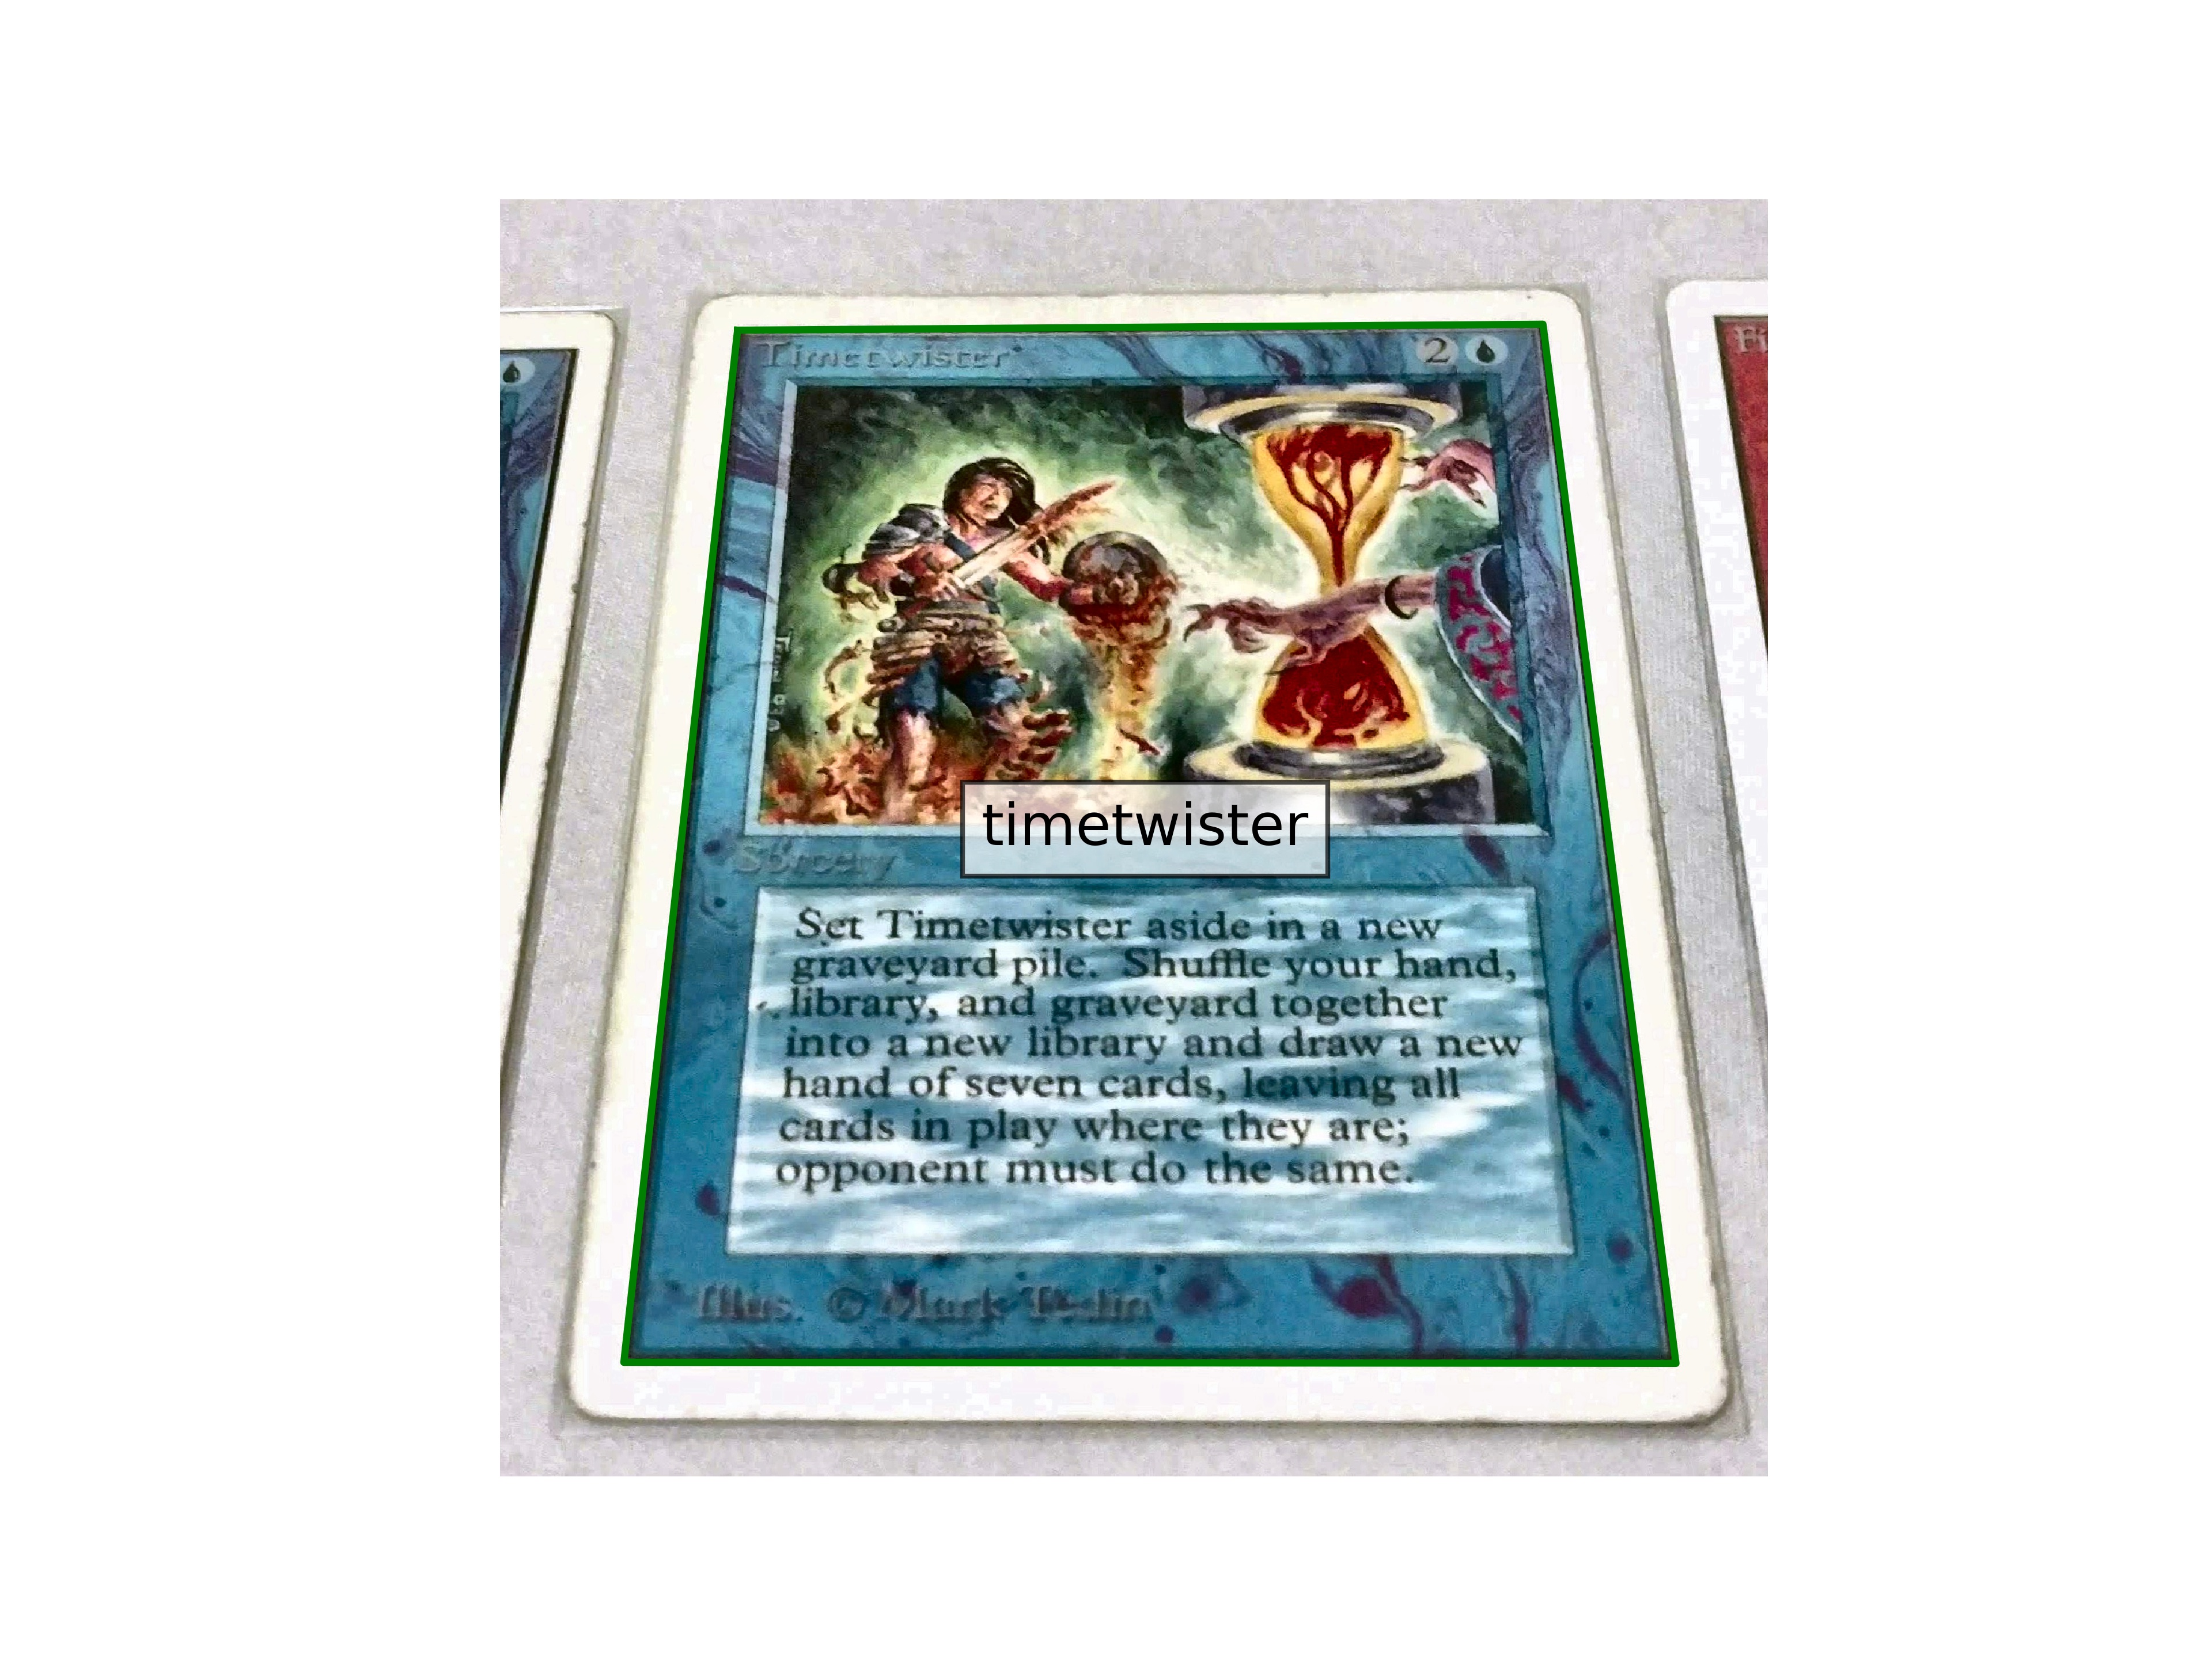 Timetwister
2
timetwister
Sorcery
Set Timetwister aside in a new
graveyard pile. Shuffle your hand,
library, and graveyard together
into a new library and draw a new
hand of seven cards, leaving all
cards in play where they are;
opponent must do the same.
Illus. © Mark Tedin